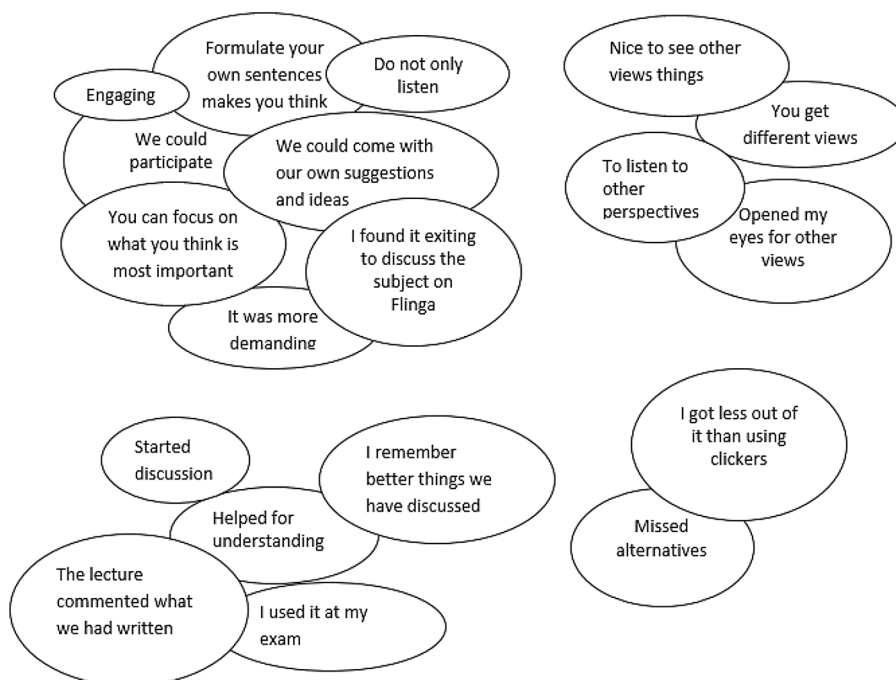 Formulate your
own sentences
makes you think
Do not only
listen
Engaging
We could
participate
We could come with
our own suggestions
and ideas
You can focus on
what you think is
most important
I found it exiting
to discuss the
subject on
Flinga
It was more
demanding
Nice to see other
views things
You get
different views
To listen to
other
perspectives
Opened my
eyes for other
views
Started
discussion
I remember
better things we
have discussed
Helped for
understanding
The lecture
commented what
we had written
I used it at my
exam
I got less out of
it than using
clickers
Missed
alternatives